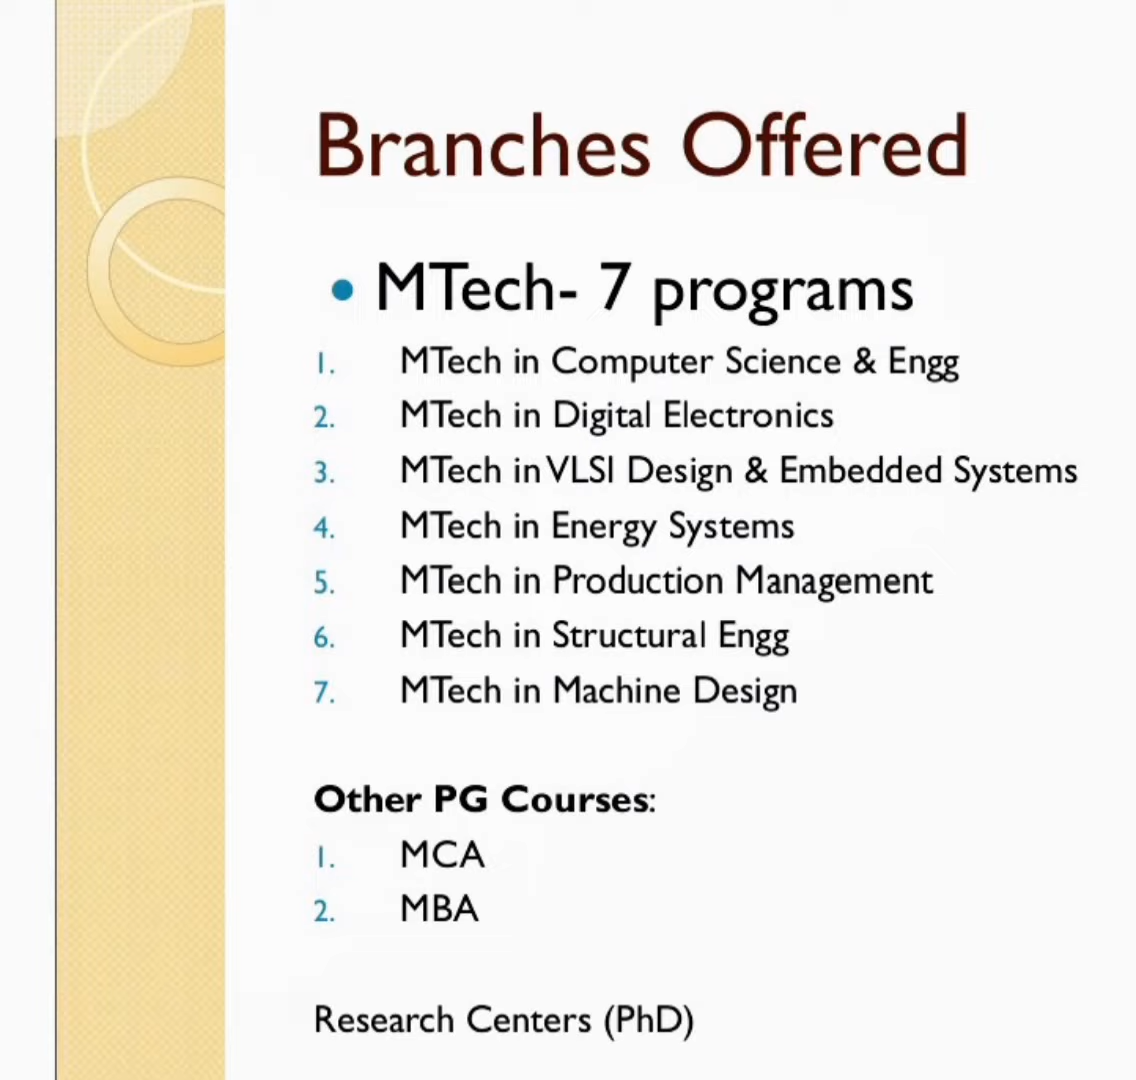 Branches Offered
• MTech- 7 programs
1. MTech in Computer Science & Engg
2. MTech in Digital Electronics
3. MTech in VLSI Design & Embedded Systems
4. MTech in Energy Systems
5. MTech in Production Management
6. MTech in Structural Engg
7. MTech in Machine Design
Other PG Courses:
1. MCA
2. MBA
Research Centers (PhD)